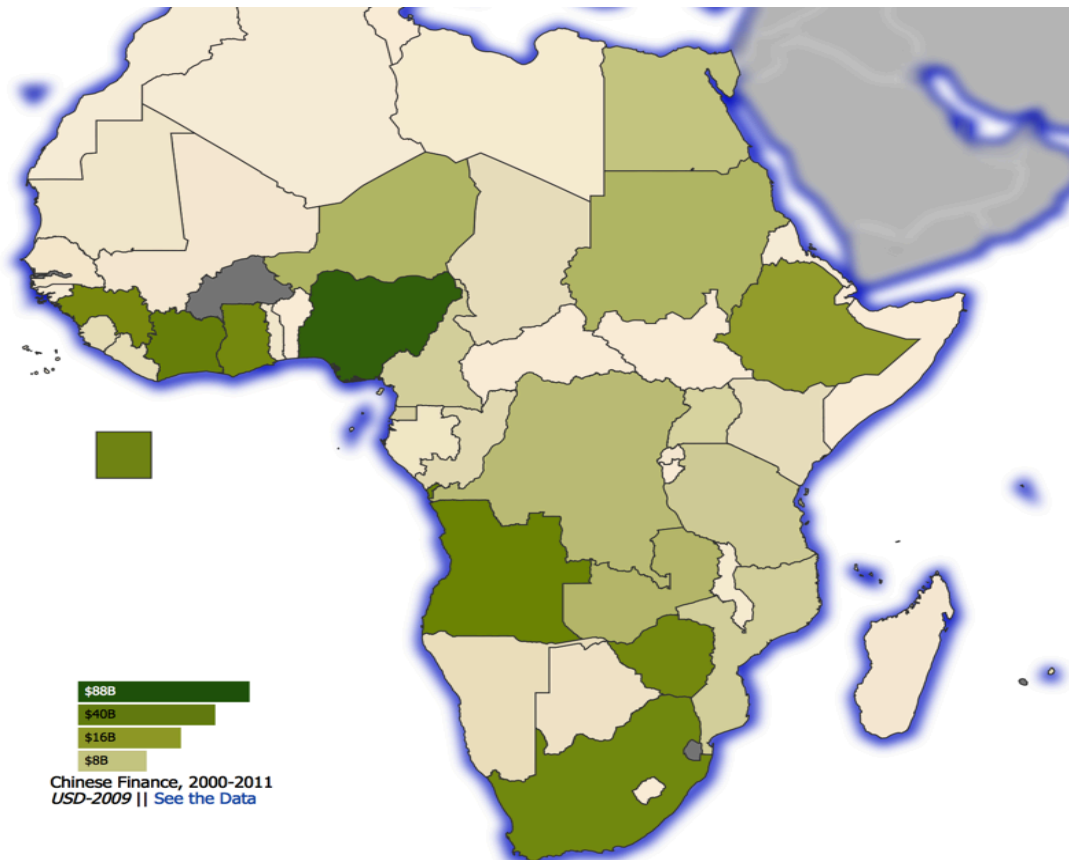 $88B
$40B
$16B
$8B
Chinese Finance, 2000-2011
USD-2009 || See the Data